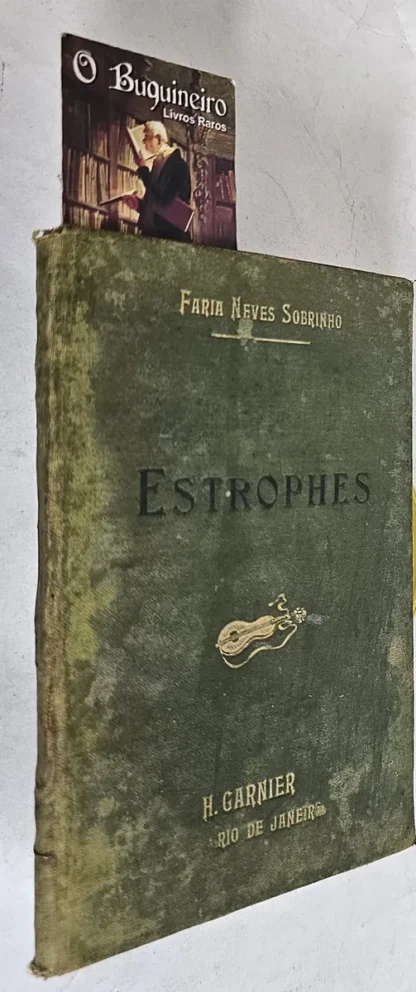 O Buquineiro
Livros Raros
FARIA NEVES SOBRINHO
ESTROPHES
H. GARNIER
RIO DE JANEIRO